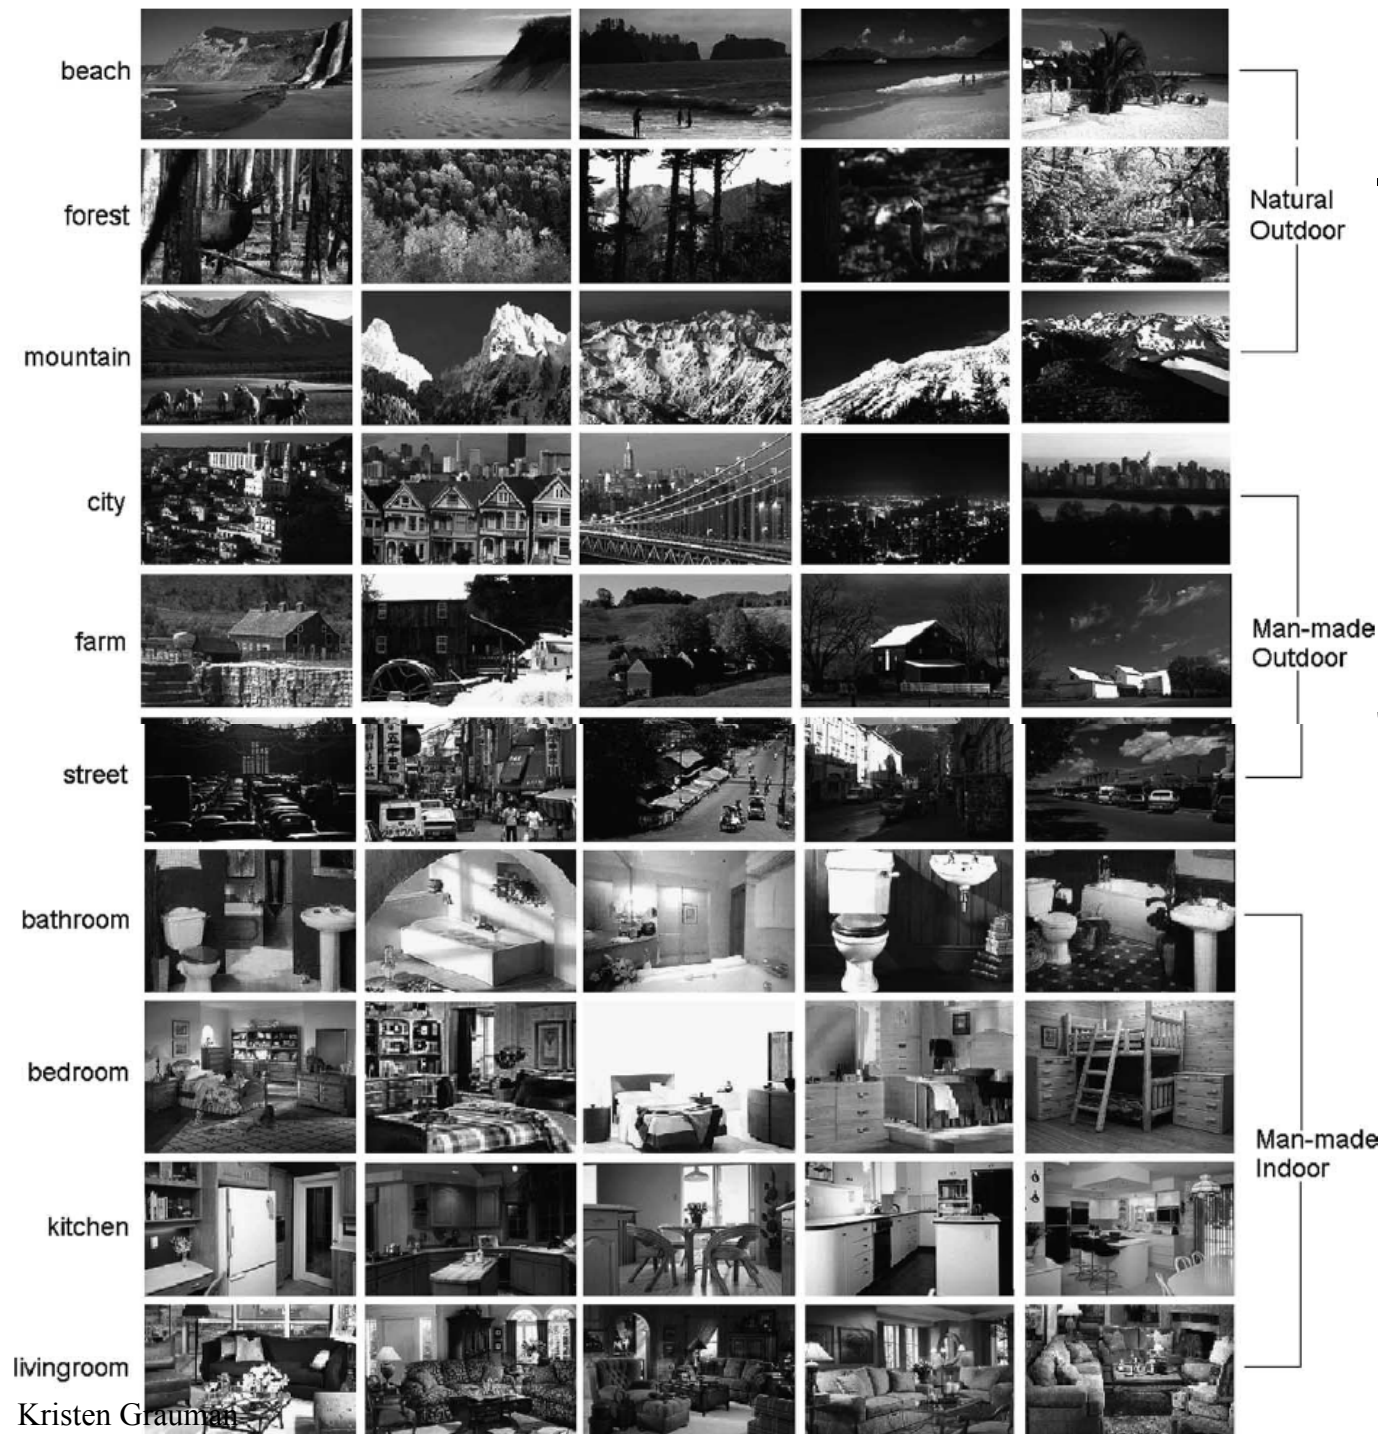 beach
forest
Natural
Outdoor
mountain
city
farm
Man-made
Outdoor
street
bathroom
bedroom
Man-made
Indoor
kitchen
livingroom
Kristen Grauman